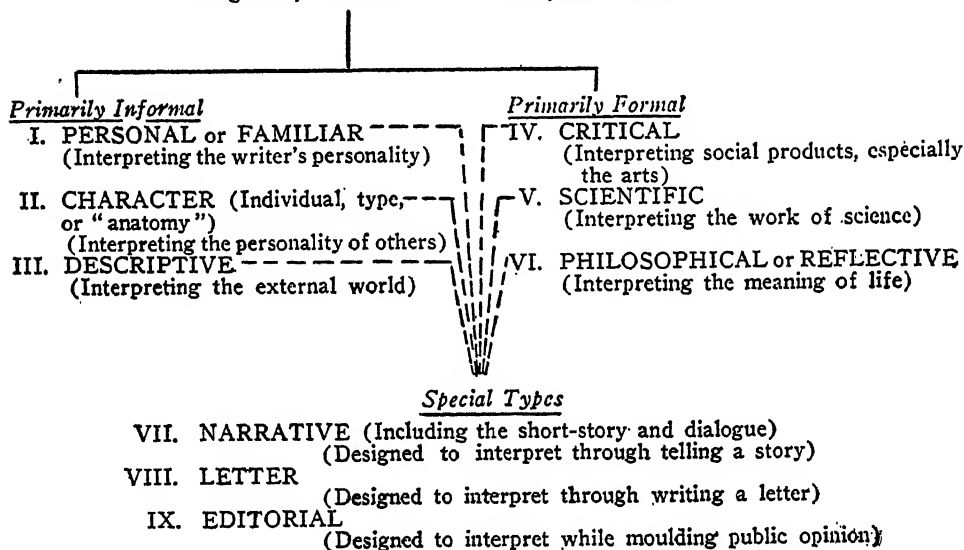 Primarily Informal
I. PERSONAL or FAMILIAR
(Interpreting the writer's personality)
II. CHARACTER (Individual, type,
or "anatomy")
(Interpreting the personality of others)
III. DESCRIPTIVE
(Interpreting the external world)
Primarily Formal
IV. CRITICAL
(Interpreting social products, especially
the arts)
V. SCIENTIFIC
(Interpreting the work of science)
VI. PHILOSOPHICAL or REFLECTIVE
(Interpreting the meaning of life)
Special Types
VII. NARRATIVE (Including the short-story and dialogue)
(Designed to interpret through telling a story)
VIII. LETTER
(Designed to interpret through writing a letter)
IX. EDITORIAL
(Designed to interpret while moulding public opinion)